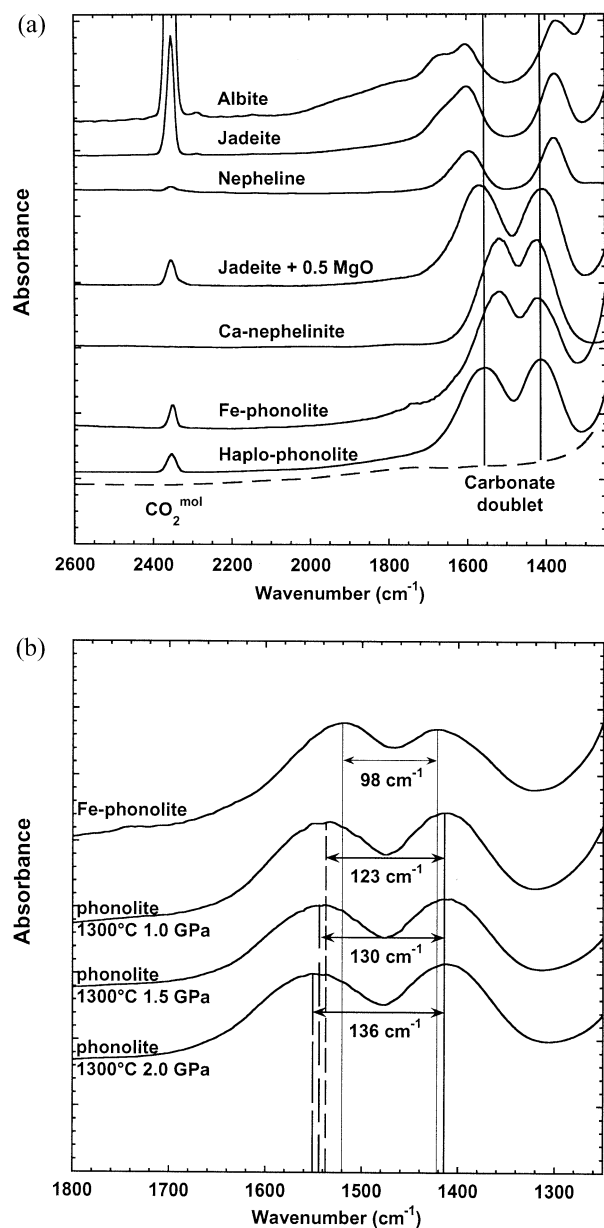 (a)
Albite
Jadeite
Nepheline
Jadeite + 0.5 MgO
Ca-nephelinite
Fe-phonolite
Haplo-phonolite
CO₂ᵐᵒˡ
Carbonate
doublet
Absorbance
2600 2400 2200 2000 1800 1600 1400
Wavenumber (cm⁻¹)
(b)
98 cm⁻¹
Fe-phonolite
123 cm⁻¹
phonolite
1300°C 1.0 GPa
130 cm⁻¹
phonolite
1300°C 1.5 GPa
136 cm⁻¹
phonolite
1300°C 2.0 GPa
Absorbance
1800 1700 1600 1500 1400 1300
Wavenumber (cm⁻¹)